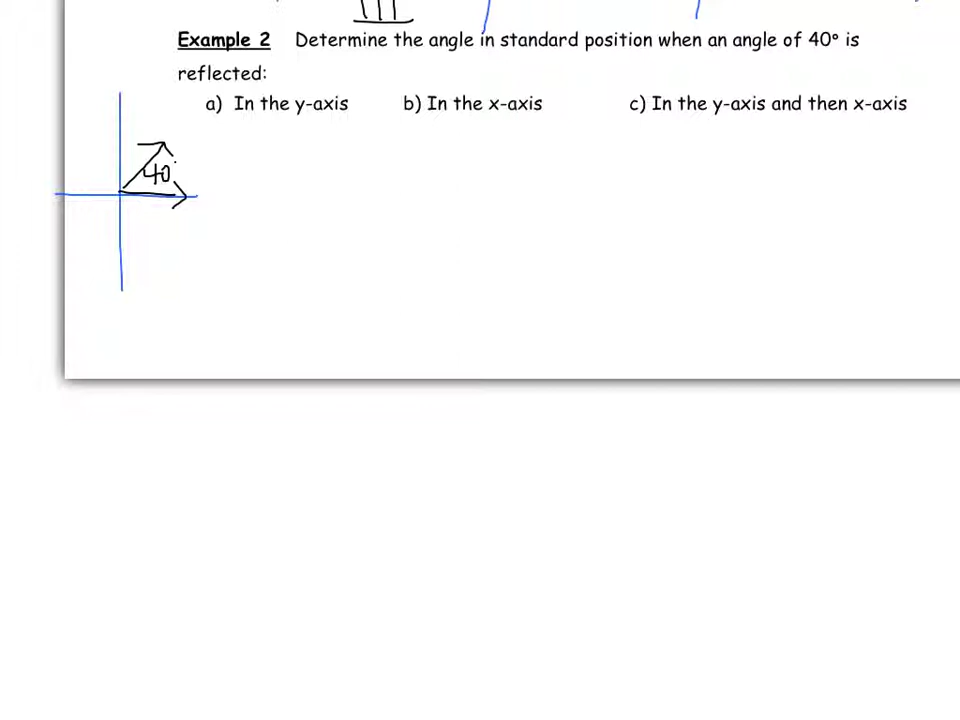 Example 2 Determine the angle in standard position when an angle of 40° is
reflected:
a) In the y-axis b) In the x-axis c) In the y-axis and then x-axis
40